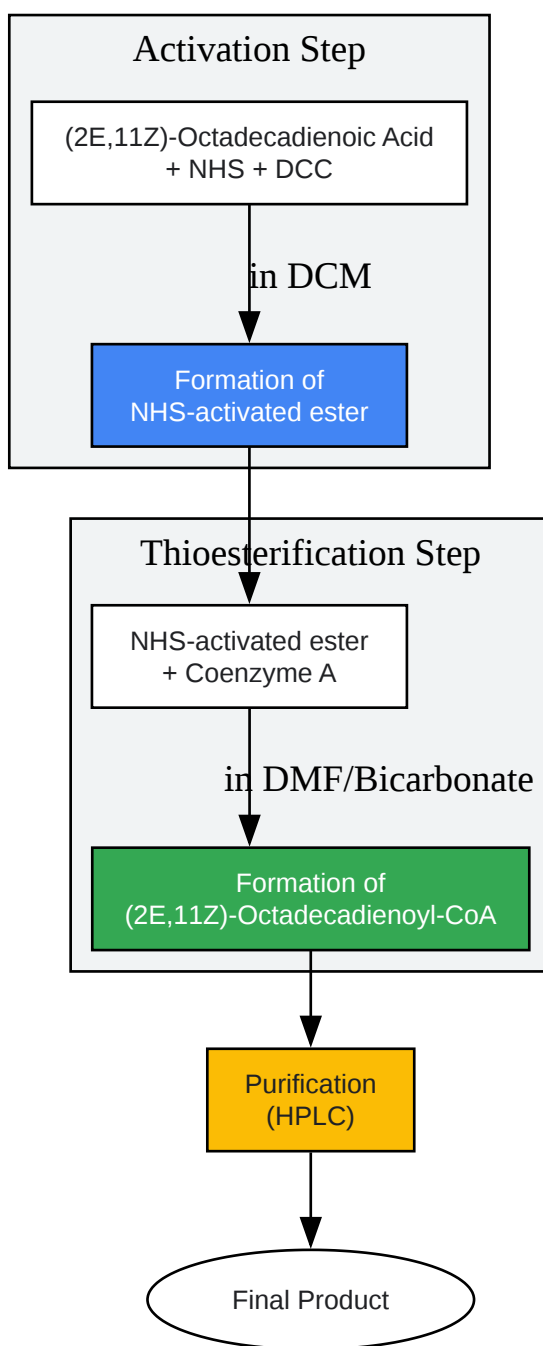 Activation Step
(2E,11Z)-Octadecadienoic Acid
+ NHS + DCC
in DCM
Formation of
NHS-activated ester
Thioesterification Step
NHS-activated ester
+ Coenzyme A
in DMF/Bicarbonate
Formation of
(2E,11Z)-Octadecadienoyl-CoA
Purification
(HPLC)
Final Product